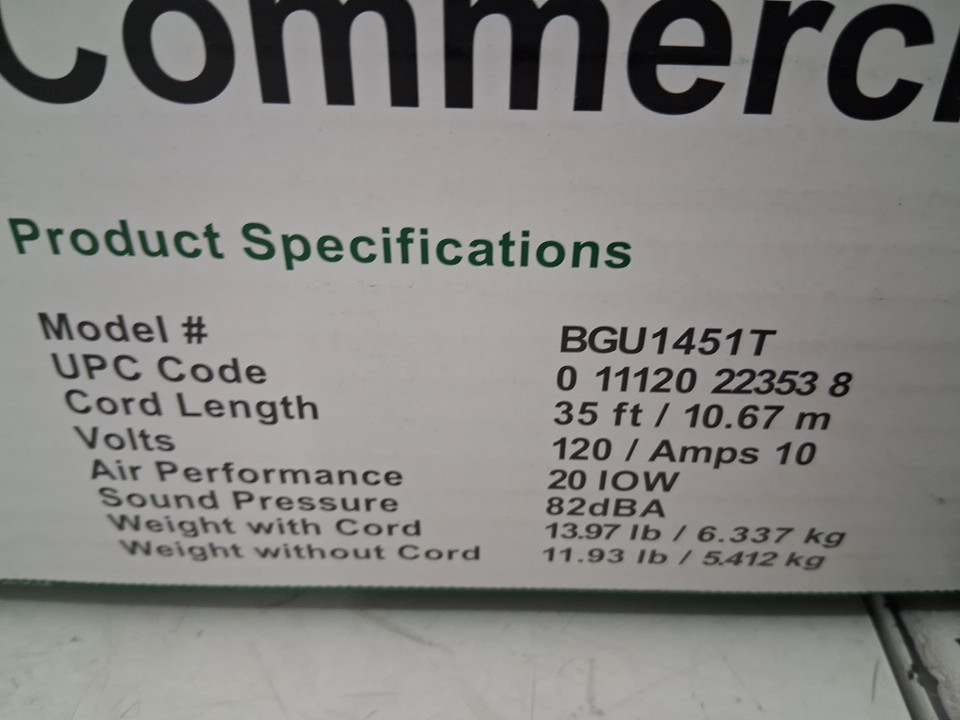 Commerci
Product Specifications
Model # BGU1451T
UPC Code 0 11120 22353 8
Cord Length 35 ft / 10.67 m
Volts 120 / Amps 10
Air Performance 20 IOW
Sound Pressure 82dBA
Weight with Cord 13.97 lb / 6.337 kg
Weight without Cord 11.93 lb / 5.412 kg